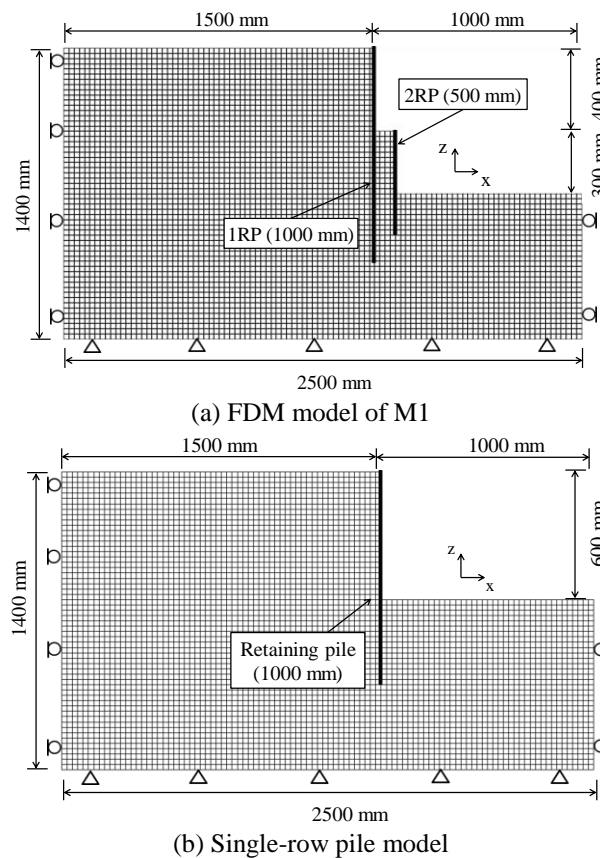 1500 mm
1000 mm
2RP (500 mm)
400 mm
z
x
300 mm
1400 mm
1RP (1000 mm)
2500 mm
(a) FDM model of M1
1500 mm
1000 mm
600 mm
z
x
1400 mm
Retaining pile
(1000 mm)
2500 mm
(b) Single-row pile model